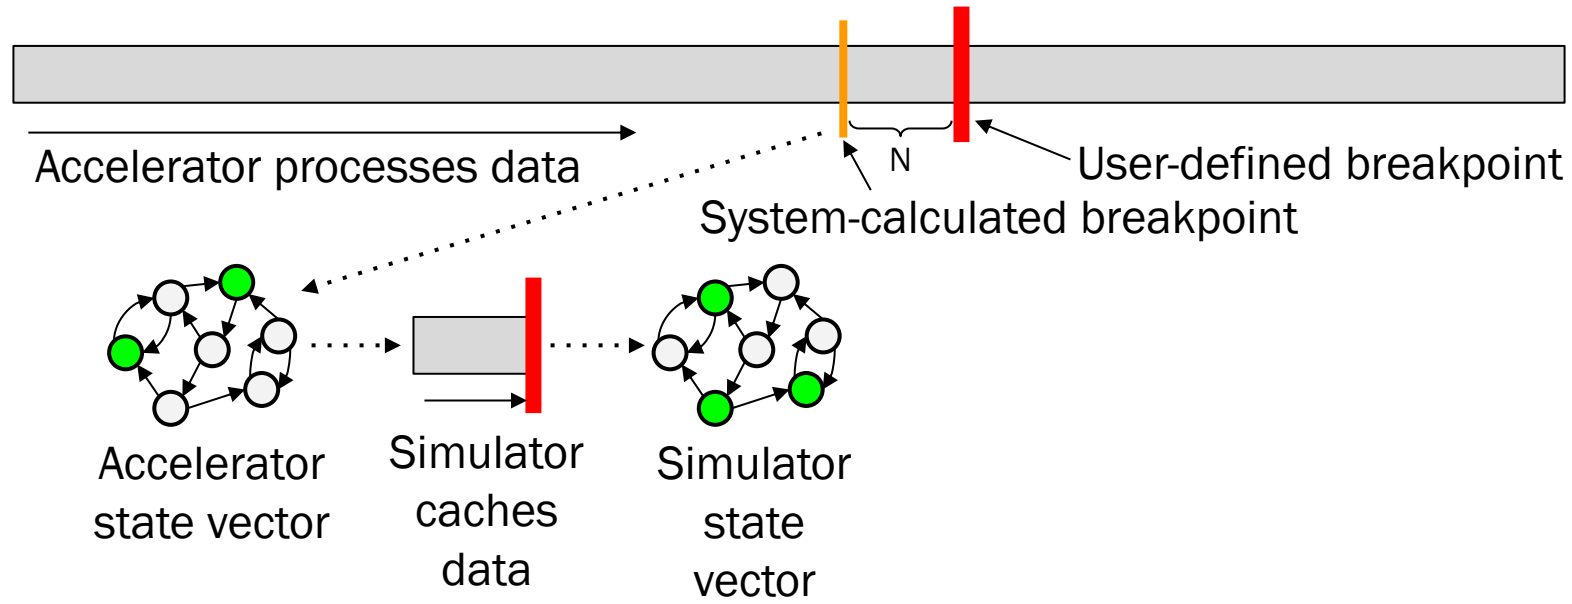 Accelerator processes data
N
User-defined breakpoint
System-calculated breakpoint
Accelerator
state vector
Simulator
caches
data
Simulator
state
vector